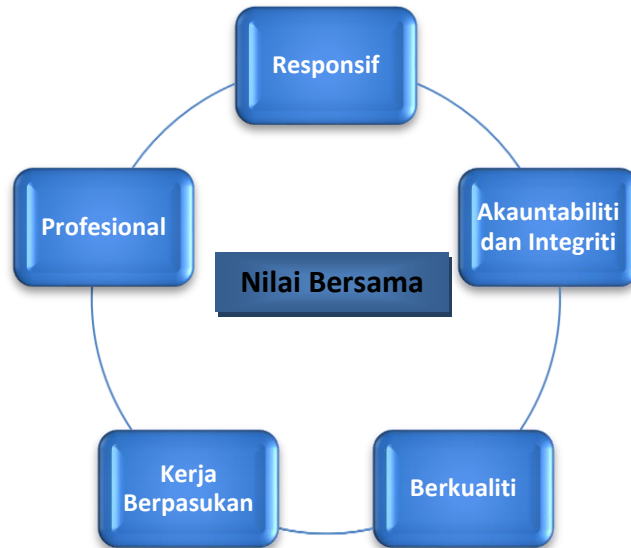 Responsif
Akauntabiliti
dan Integriti
Profesional
Nilai Bersama
Kerja
Berpasukan
Berkualiti